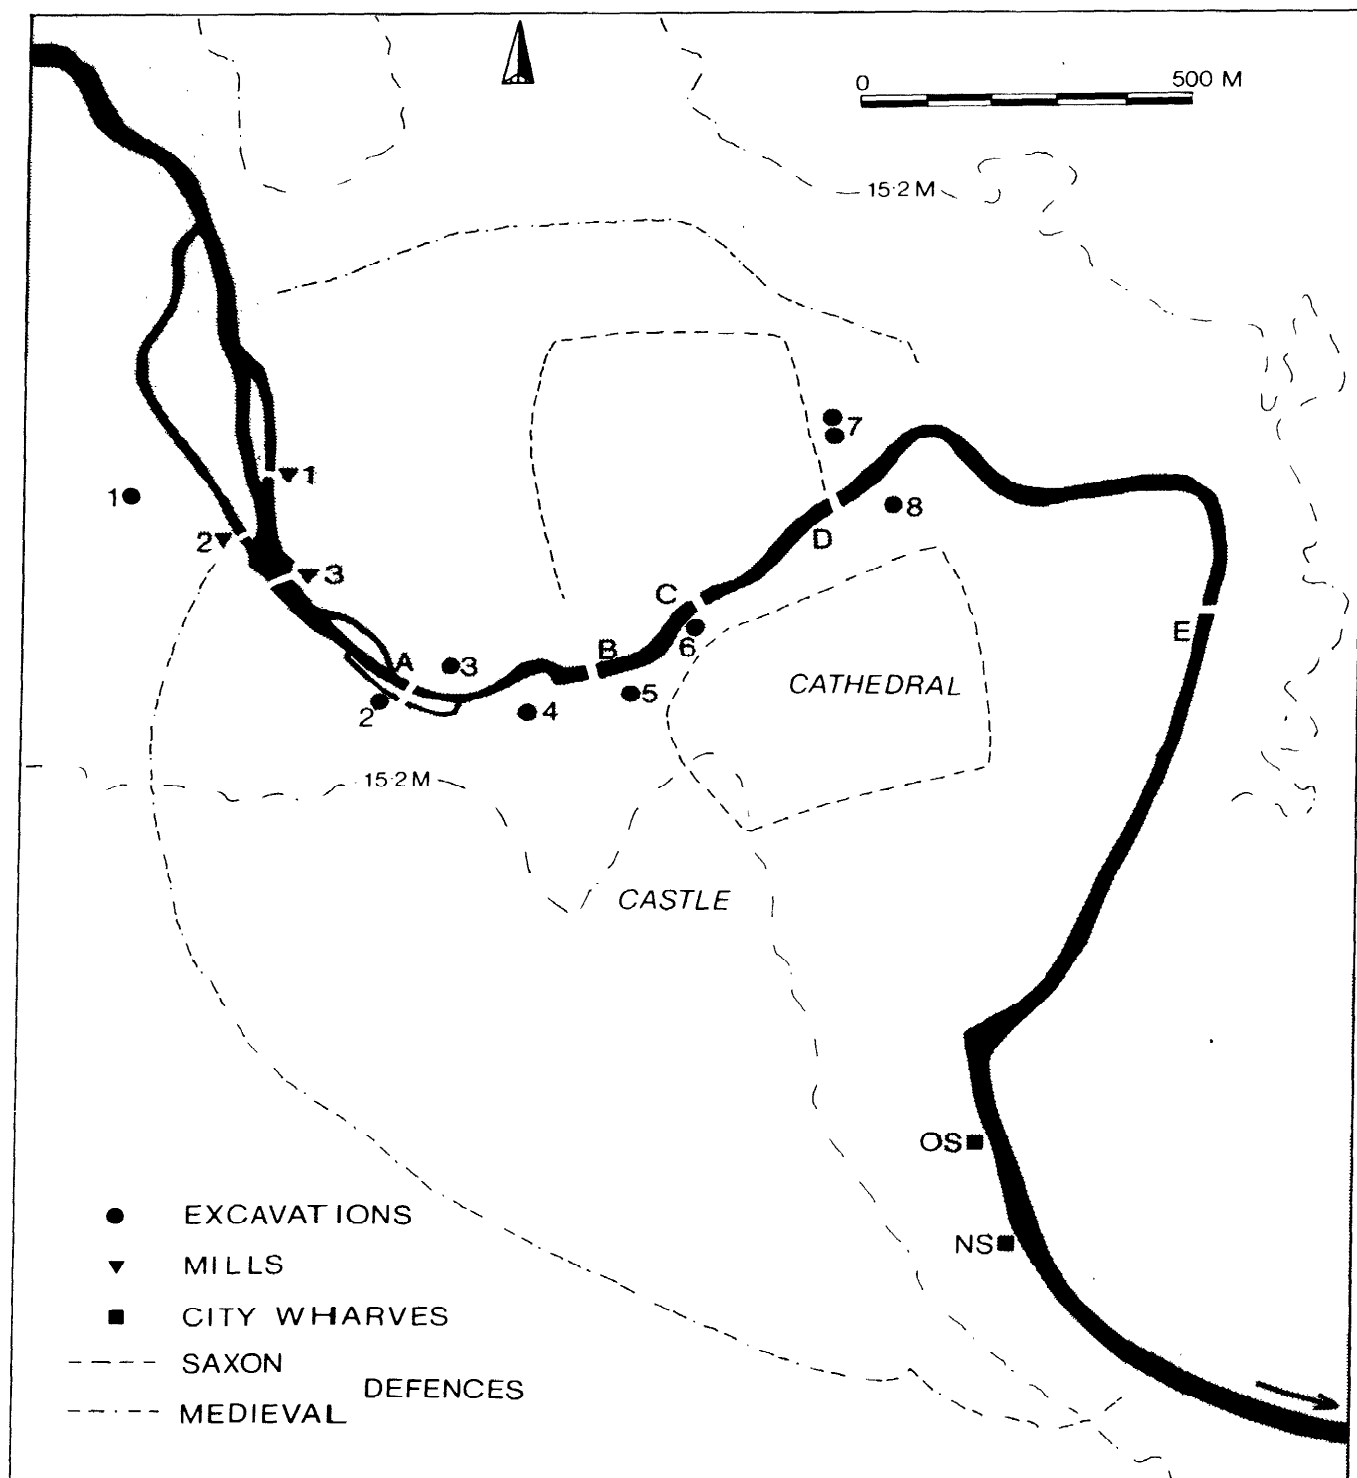 0 500 M
15·2 M
7
1
1
8
2
D
3
C
E
6
B
A
3
CATHEDRAL
5
2
4
15·2 M
CASTLE
OS
EXCAVATIONS
NS
MILLS
CITY WHARVES
SAXON
DEFENCES
MEDIEVAL